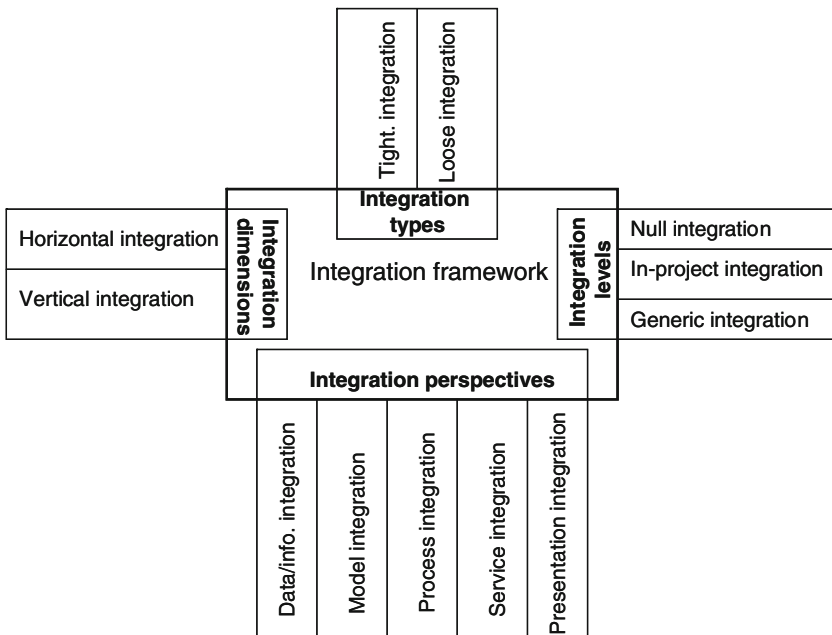 Tight. integration
Loose integration
Integration
types
Horizontal integration
Vertical integration
Integration
dimensions
Integration framework
Integration
levels
Null integration
In-project integration
Generic integration
Integration perspectives
Data/info. integration
Model integration
Process integration
Service integration
Presentation integration